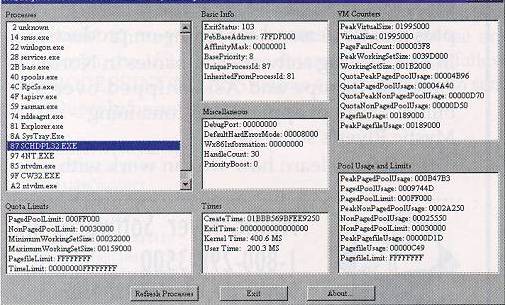 Processes
2 unknown
14 smss.exe
22 winlogon.exe
28 services.exe
2B lsass.exe
40 spoolss.exe
4C RpcSs.exe
4F tapisrv.exe
59 rasman.exe
74 nddeagnt.exe
81 Explorer.exe
8A SysTray.Exe
87 SCHDPL32.EXE
97 4NT.EXE
85 ntvdm.exe
9F CW32.EXE
A2 ntvdm.exe
Quota Limits
PagedPoolLimit: 000FF000
NonPagedPoolLimit: 00030000
MinimumWorkingSetSize: 00032000
MaximumWorkingSetSize: 00159000
PagefileLimit: FFFFFFFF
TimeLimit: 00000000FFFFFFFF
Basic Info
ExitStatus: 103
PebBaseAddress: 7FFDF000
AffinityMask: 00000001
BasePriority: 8
UniqueProcessId: 87
InheritedFromProcessId: 81
Miscellaneous
DebugPort: 00000000
DefaultHardErrorMode: 00008000
Wx86Information: 00000000
HandleCount: 30
PriorityBoost: 0
Times
CreateTime: 01BBB569BFEE9250
ExitTime: 0000000000000000
Kernel Time: 400.6 MS
User Time: 200.3 MS
VM Counters
PeakVirtualSize: 01995000
VirtualSize: 01995000
PageFaultCount: 000003F8
PeakWorkingSetSize: 0039D000
WorkingSetSize: 001B2000
QuotaPeakPagedPoolUsage: 00004B96
QuotaPagedPoolUsage: 00004A40
QuotaPeakNonPagedPoolUsage: 00000D70
QuotaNonPagedPoolUsage: 00000D58
PagefileUsage: 00189000
PeakPagefileUsage: 00189000
Pool Usage and Limits
PeakPagedPoolUsage: 000B47B3
PagedPoolUsage: 0009744D
PagedPoolLimit: 000FF000
PeakNonPagedPoolUsage: 0002A250
NonPagedPoolUsage: 00025550
NonPagedPoolLimit: 00030000
PeakPagefileUsage: 00000D1D
PagefileUsage: 00000C49
PagefileLimit: FFFFFFFF
Refresh Processes
Exit
About...